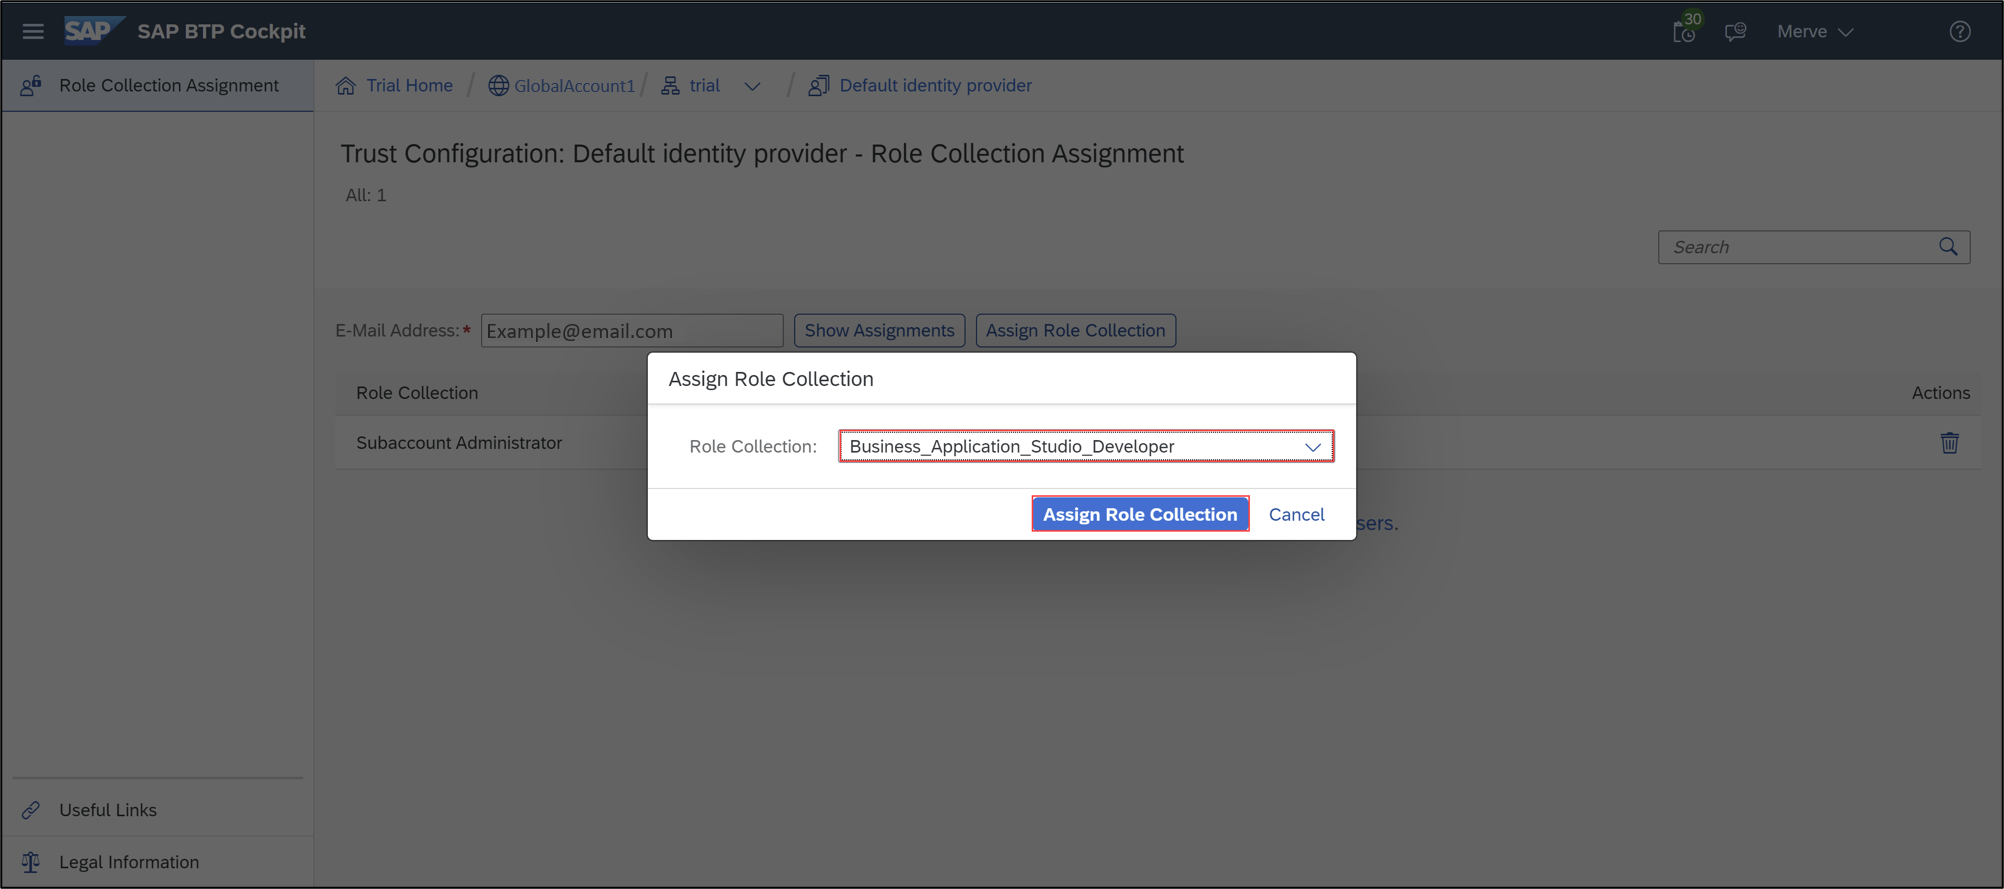 SAP SAP BTP Cockpit 30 Merve
Role Collection Assignment
Trial Home / GlobalAccount1 / trial / Default identity provider
Trust Configuration: Default identity provider - Role Collection Assignment
All: 1
Search
E-Mail Address:* Example@email.com Show Assignments Assign Role Collection
Role Collection Actions
Subaccount Administrator
Assign Role Collection
Role Collection: Business_Application_Studio_Developer
Assign Role Collection Cancel
sers.
Useful Links
Legal Information